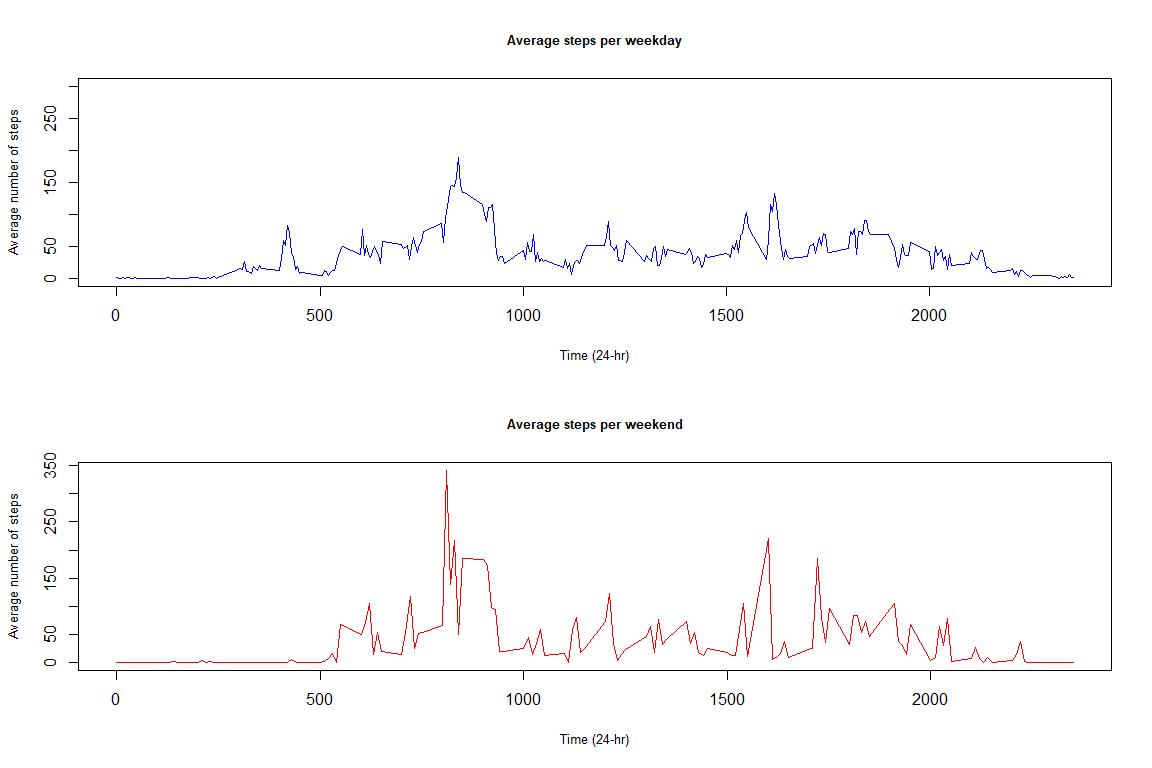 Average steps per weekday
Average number of steps
250
150
50
0
0 500 1000 1500 2000
Time (24-hr)
Average steps per weekend
Average number of steps
350
250
150
50
0
0 500 1000 1500 2000
Time (24-hr)